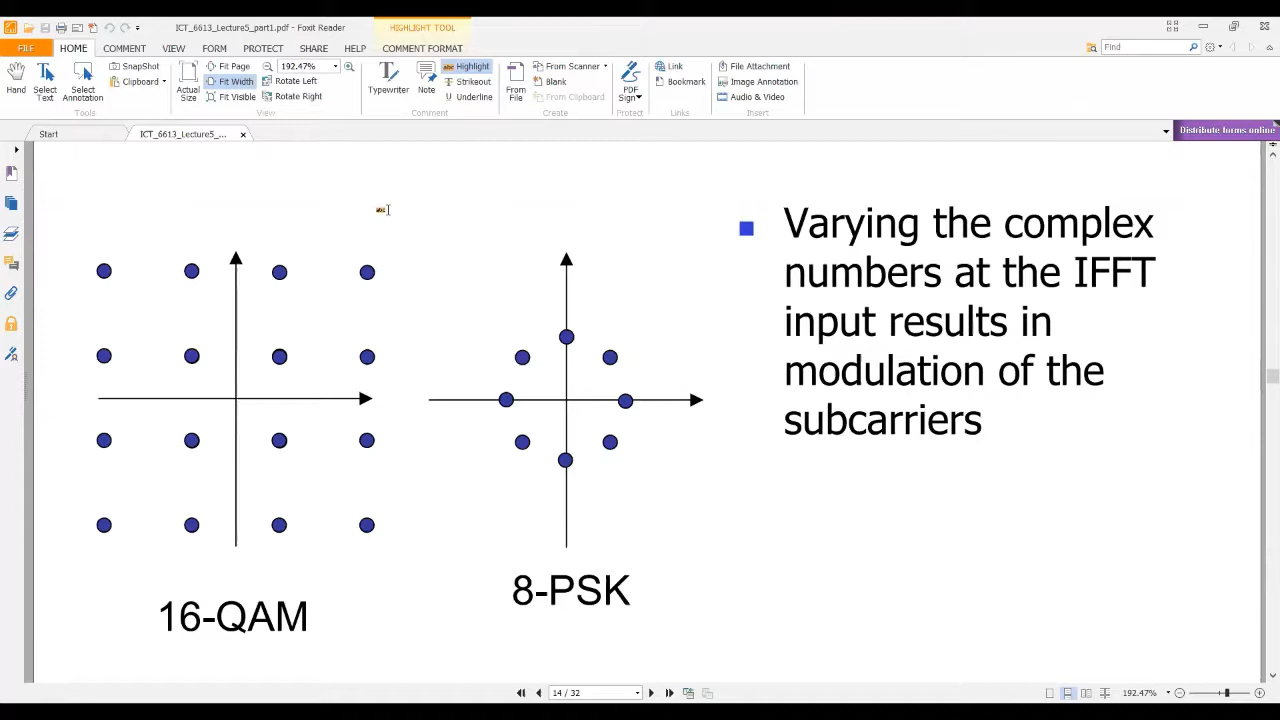 ICT_6613_Lecture5_part1.pdf - Foxit Reader
HIGHLIGHT TOOL
FILE HOME COMMENT VIEW FORM PROTECT SHARE HELP COMMENT FORMAT
Find
Hand
Select Text
Select Annotation
SnapShot
Clipboard
Tools
Actual Size
Fit Page
Fit Width
Fit Visible
192.47%
Rotate Left
Rotate Right
View
Typewriter
Note
Highlight
Strikeout
Underline
Comment
From File
From Scanner
Blank
From Clipboard
Create
PDF Sign
Protect
Link
Bookmark
Links
File Attachment
Image Annotation
Audio & Video
Insert
Start
ICT_6613_Lecture5_...
Distribute forms online
Varying the complex
numbers at the IFFT
input results in
modulation of the
subcarriers
16-QAM
8-PSK
14 / 32
192.47%